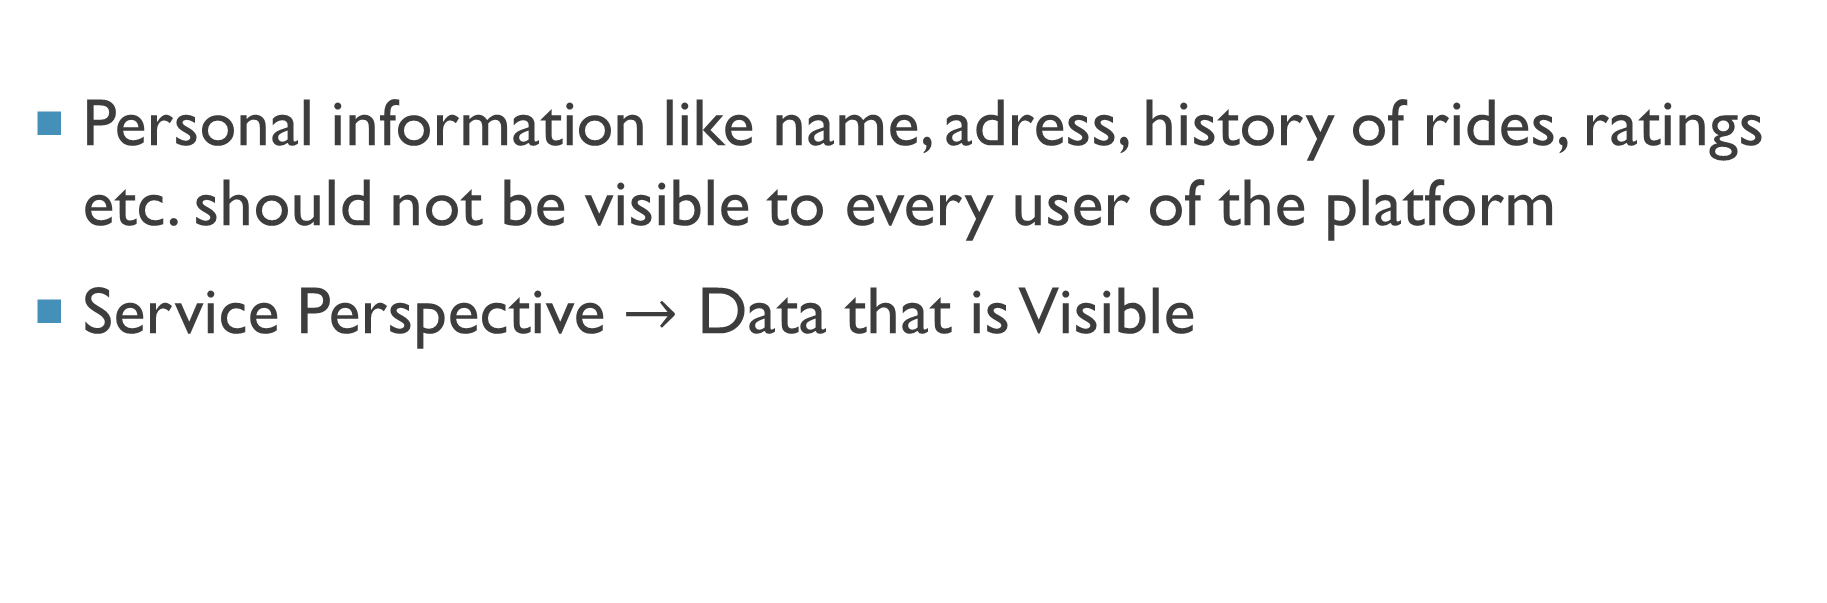 ▪ Personal information like name, adress, history of rides, ratings
etc. should not be visible to every user of the platform
▪ Service Perspective → Data that is Visible